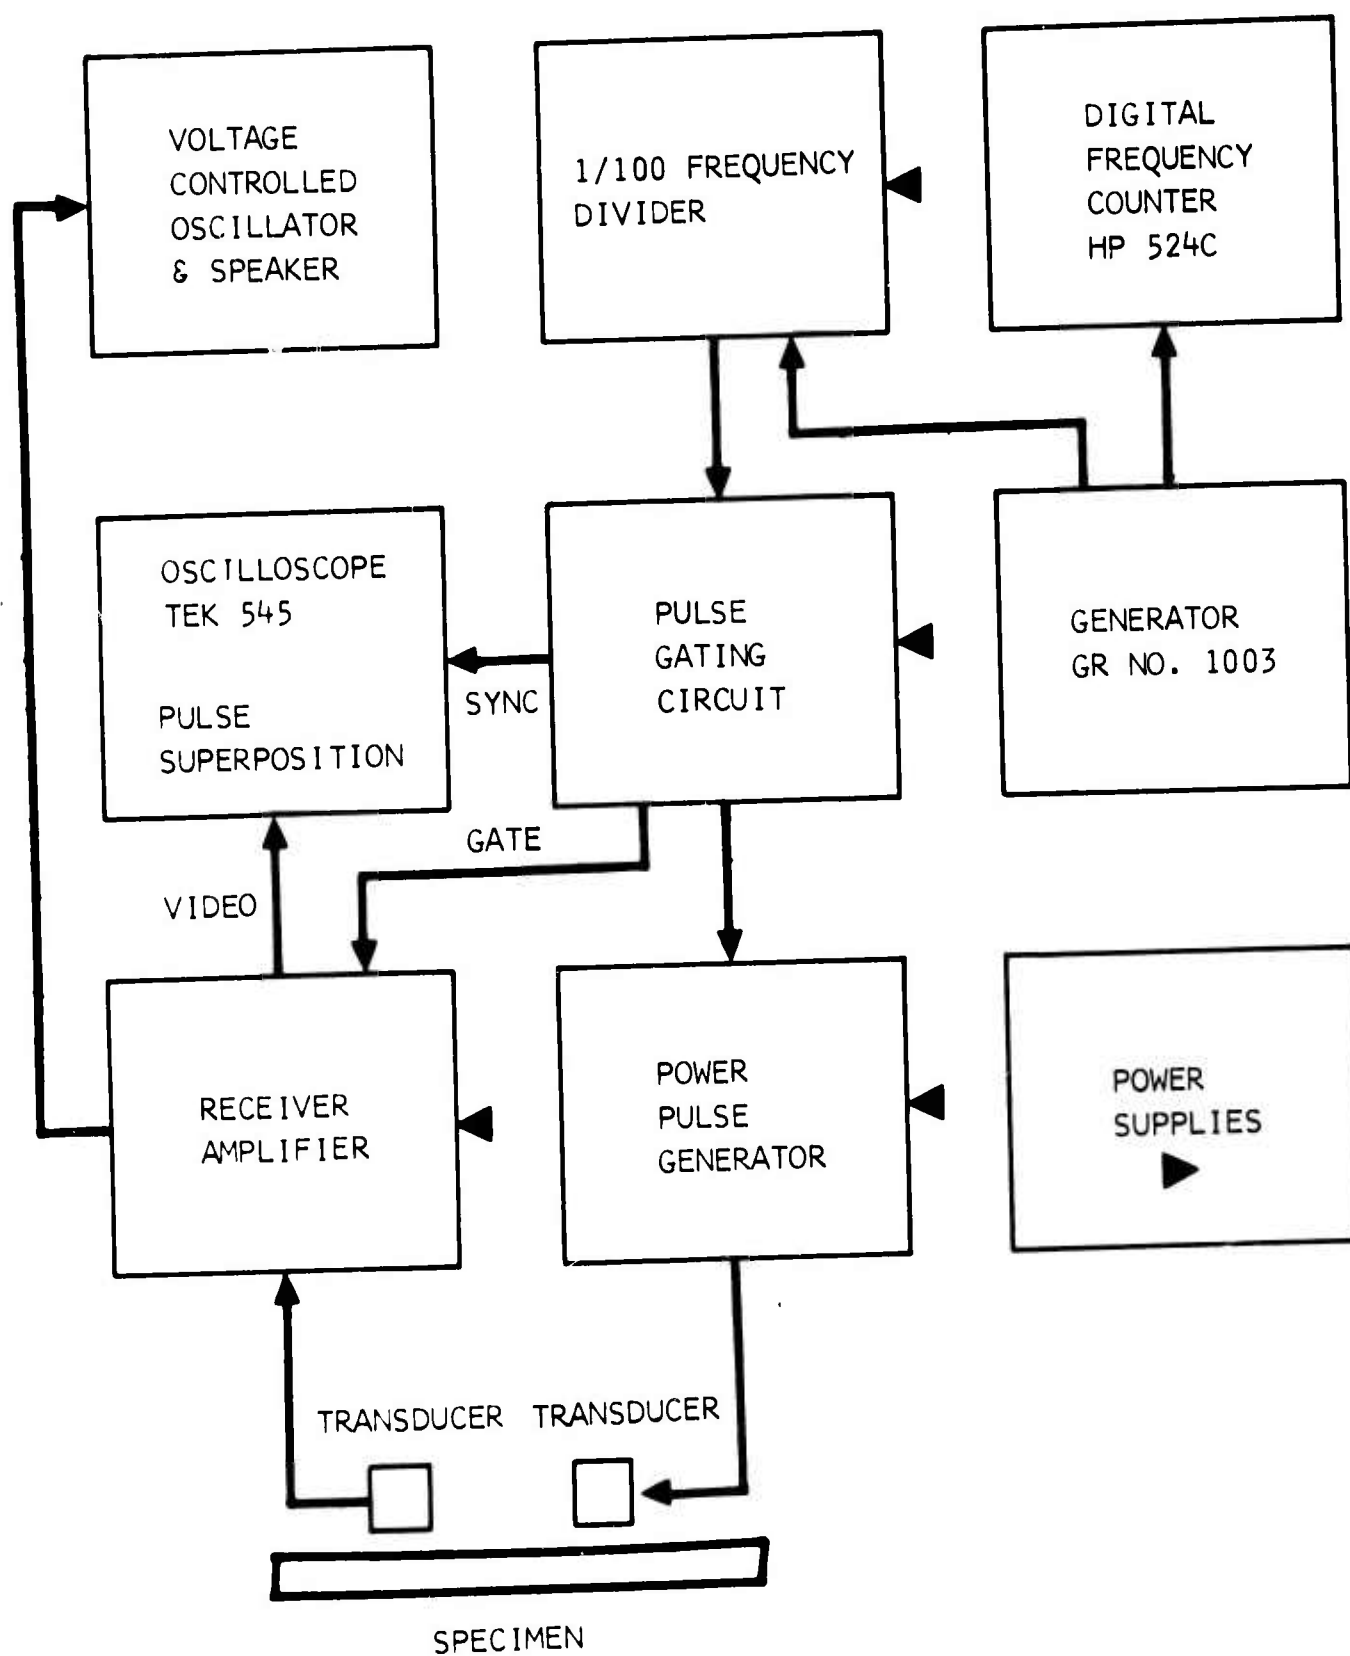 VOLTAGE
CONTROLLED
OSCILLATOR
& SPEAKER
1/100 FREQUENCY
DIVIDER
DIGITAL
FREQUENCY
COUNTER
HP 524C
OSCILLOSCOPE
TEK 545
PULSE
SUPERPOSITION
SYNC
PULSE
GATING
CIRCUIT
GENERATOR
GR NO. 1003
GATE
VIDEO
RECEIVER
AMPLIFIER
POWER
PULSE
GENERATOR
POWER
SUPPLIES
TRANSDUCER TRANSDUCER
SPECIMEN